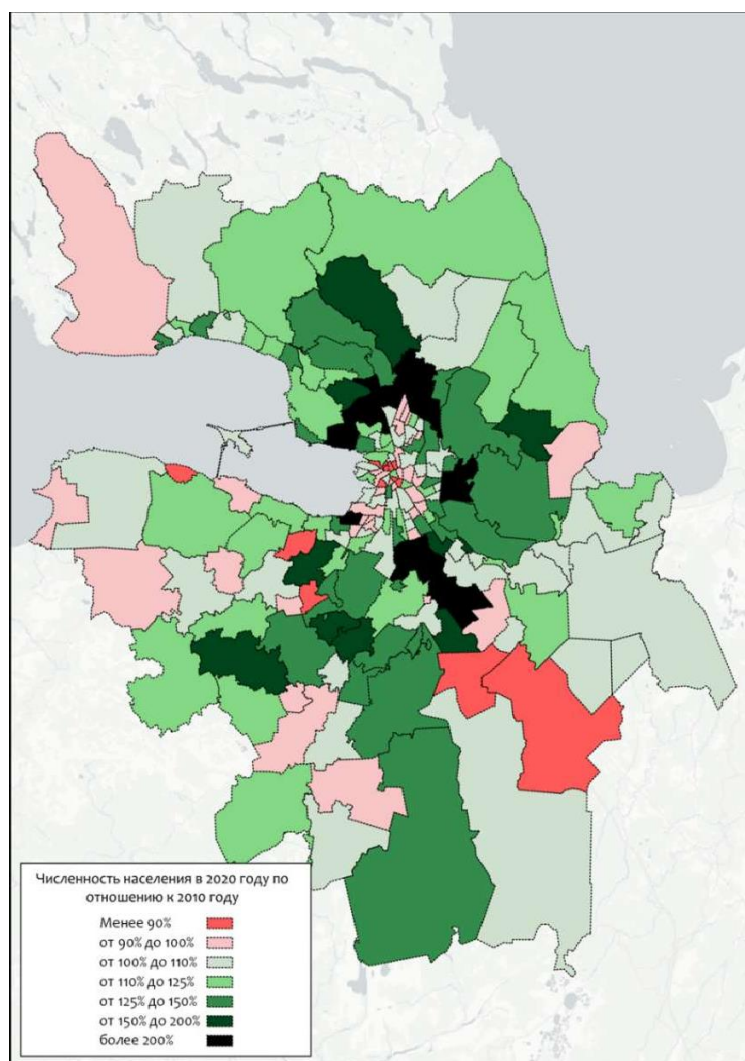 Численность населения в 2020 году по
отношению к 2010 году
Менее 90%
от 90% до 100%
от 100% до 110%
от 110% до 125%
от 125% до 150%
от 150% до 200%
более 200%